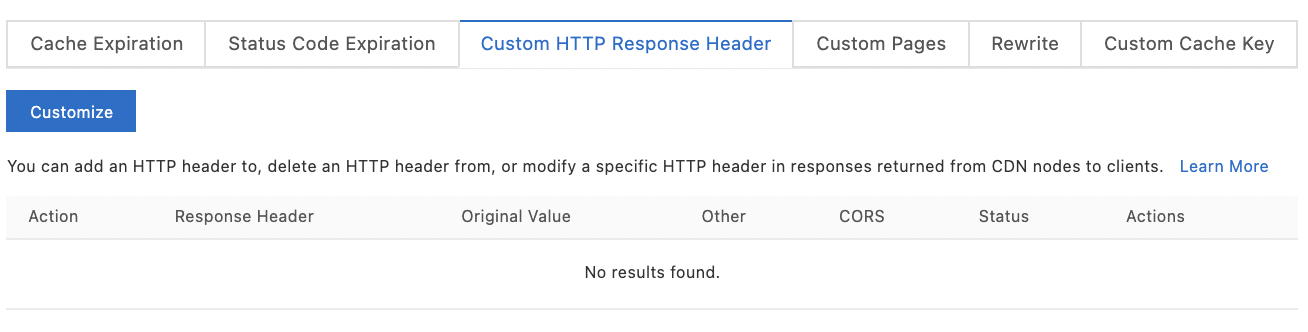 Cache Expiration Status Code Expiration Custom HTTP Response Header Custom Pages Rewrite Custom Cache Key
Customize
You can add an HTTP header to, delete an HTTP header from, or modify a specific HTTP header in responses returned from CDN nodes to clients. Learn More
Action Response Header Original Value Other CORS Status Actions
No results found.